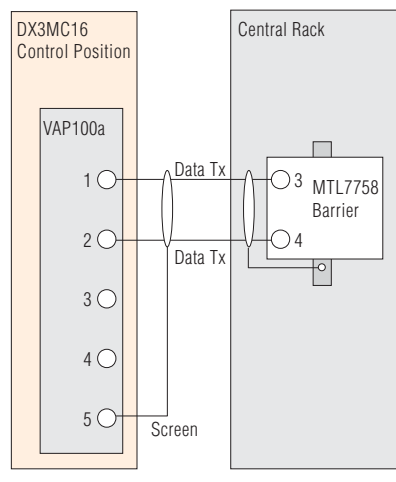 DX3MC16
Control Position
Central Rack
VAP100a
1
Data Tx
3
MTL7758
Barrier
2
4
Data Tx
3
4
5
Screen